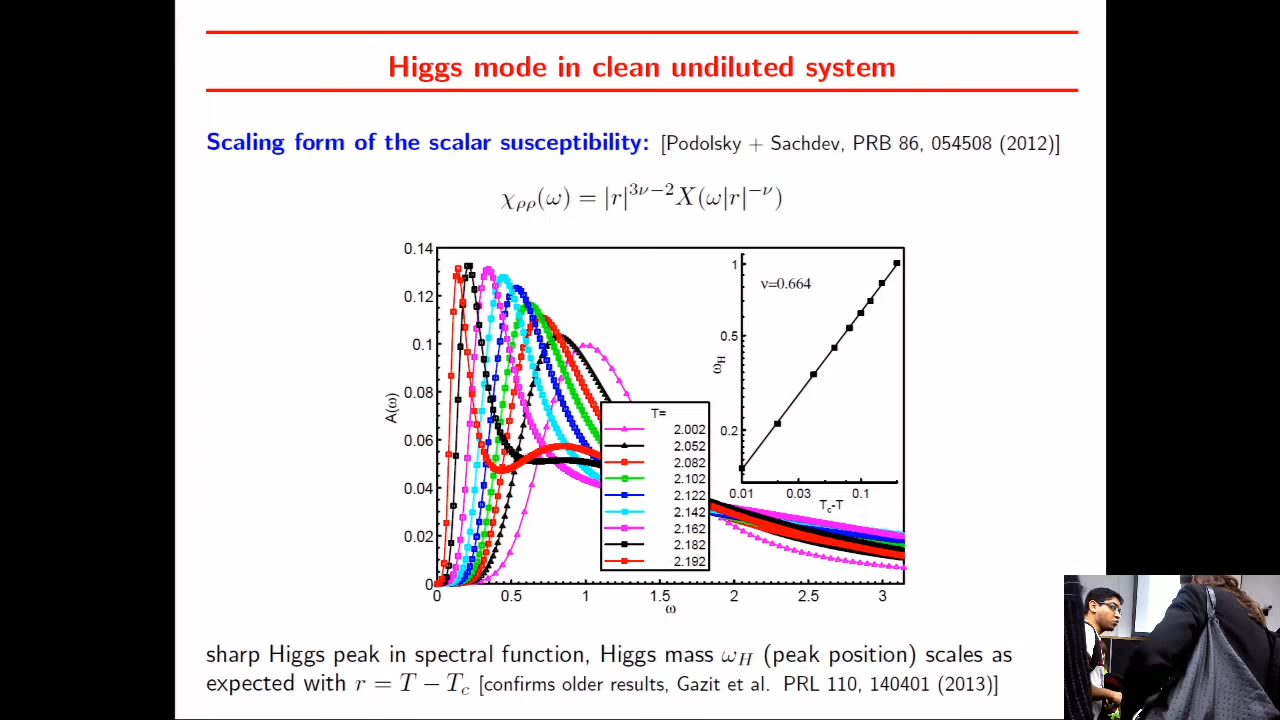 Higgs mode in clean undiluted system
Scaling form of the scalar susceptibility: [Podolsky + Sachdev, PRB 86, 054508 (2012)]
χρρ(ω) = |r|^{3ν−2}X(ω|r|^{−ν})
0.14
0.12
0.1
0.08
0.06
0.04
0.02
0
A(ω)
0 0.5 1 1.5 2 2.5 3
ω
T=
2.002
2.052
2.082
2.102
2.122
2.142
2.162
2.182
2.192
ν=0.664
1
0.5
0.2
ω_H
0.01 0.03 0.1
T_c-T
sharp Higgs peak in spectral function, Higgs mass ω_H (peak position) scales as
expected with r = T − T_c [confirms older results, Gazit et al. PRL 110, 140401 (2013)]